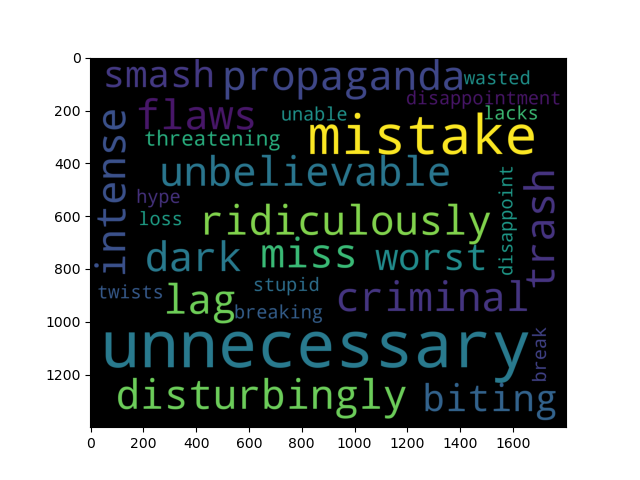 0
200
400
600
800
1000
1200
0 200 400 600 800 1000 1200 1400 1600
smash propaganda wasted
disappointment
flaws unable lacks
mistake
threatening
intense
unbelievable
disappoint
trash
hype
loss ridiculously
dark miss worst
twists lag stupid criminal
breaking
unnecessary
break
disturbingly biting